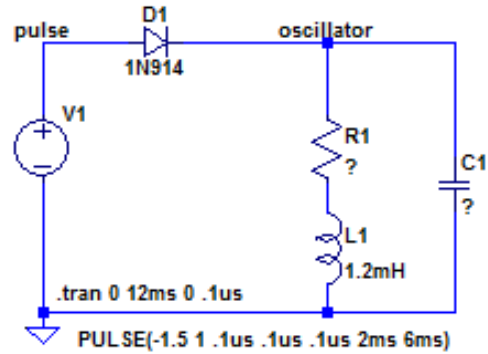 D1
pulse
oscillator
1N914
V1
R1
?
C1
?
L1
1.2mH
.tran 0 12ms 0 .1us
PULSE(-1.5 1 .1us .1us .1us 2ms 6ms)